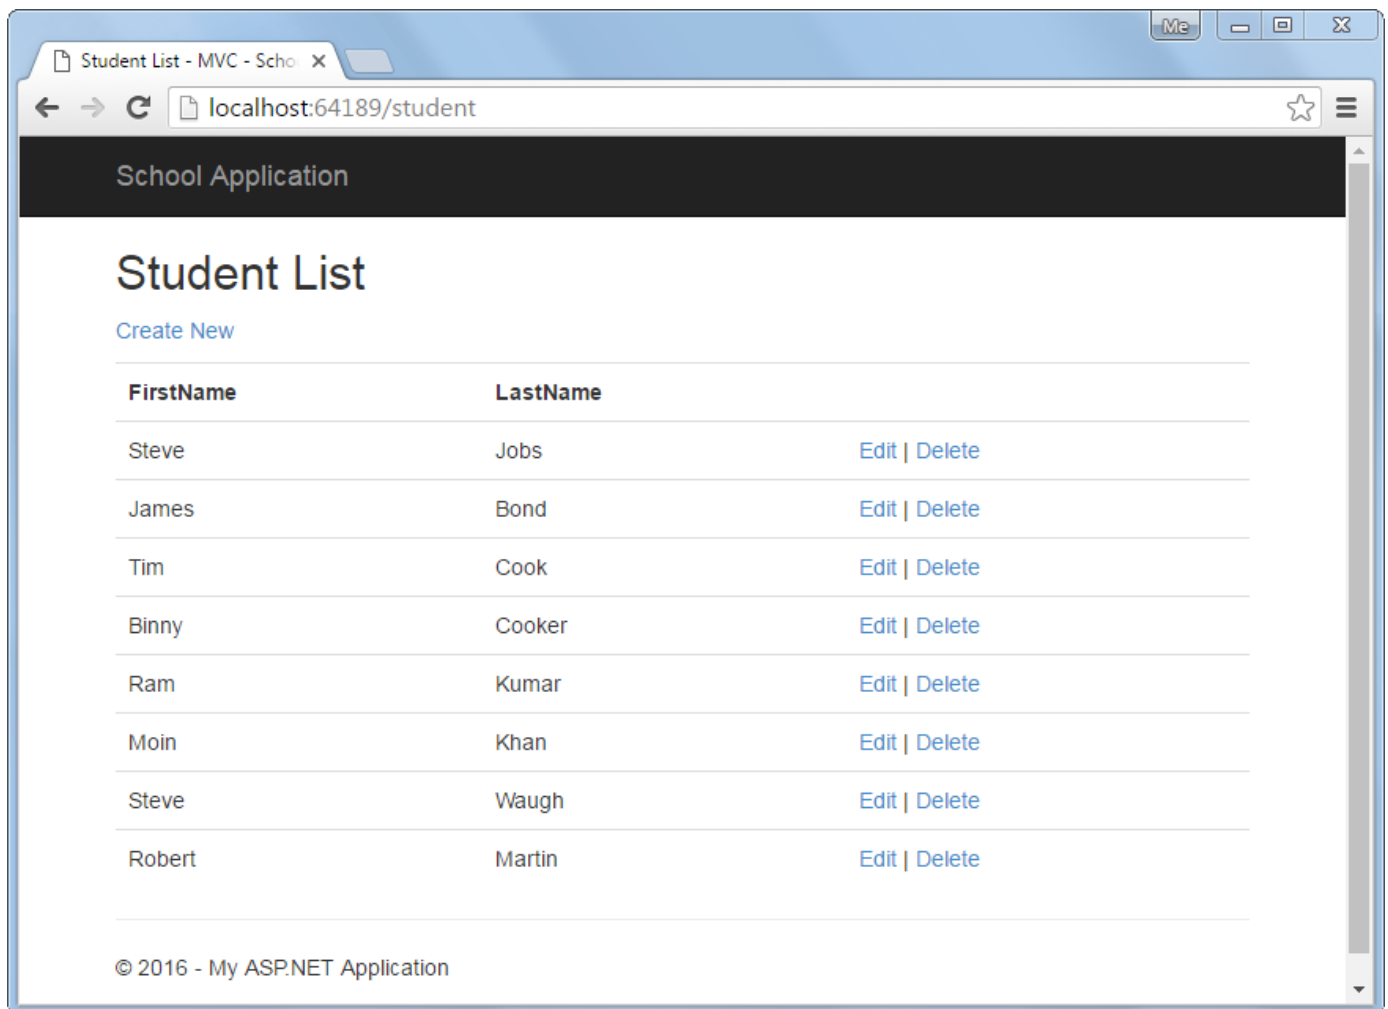 Me
Student List - MVC - Scho
localhost:64189/student
School Application
Student List
Create New
FirstName LastName
Steve Jobs Edit | Delete
James Bond Edit | Delete
Tim Cook Edit | Delete
Binny Cooker Edit | Delete
Ram Kumar Edit | Delete
Moin Khan Edit | Delete
Steve Waugh Edit | Delete
Robert Martin Edit | Delete
© 2016 - My ASP.NET Application